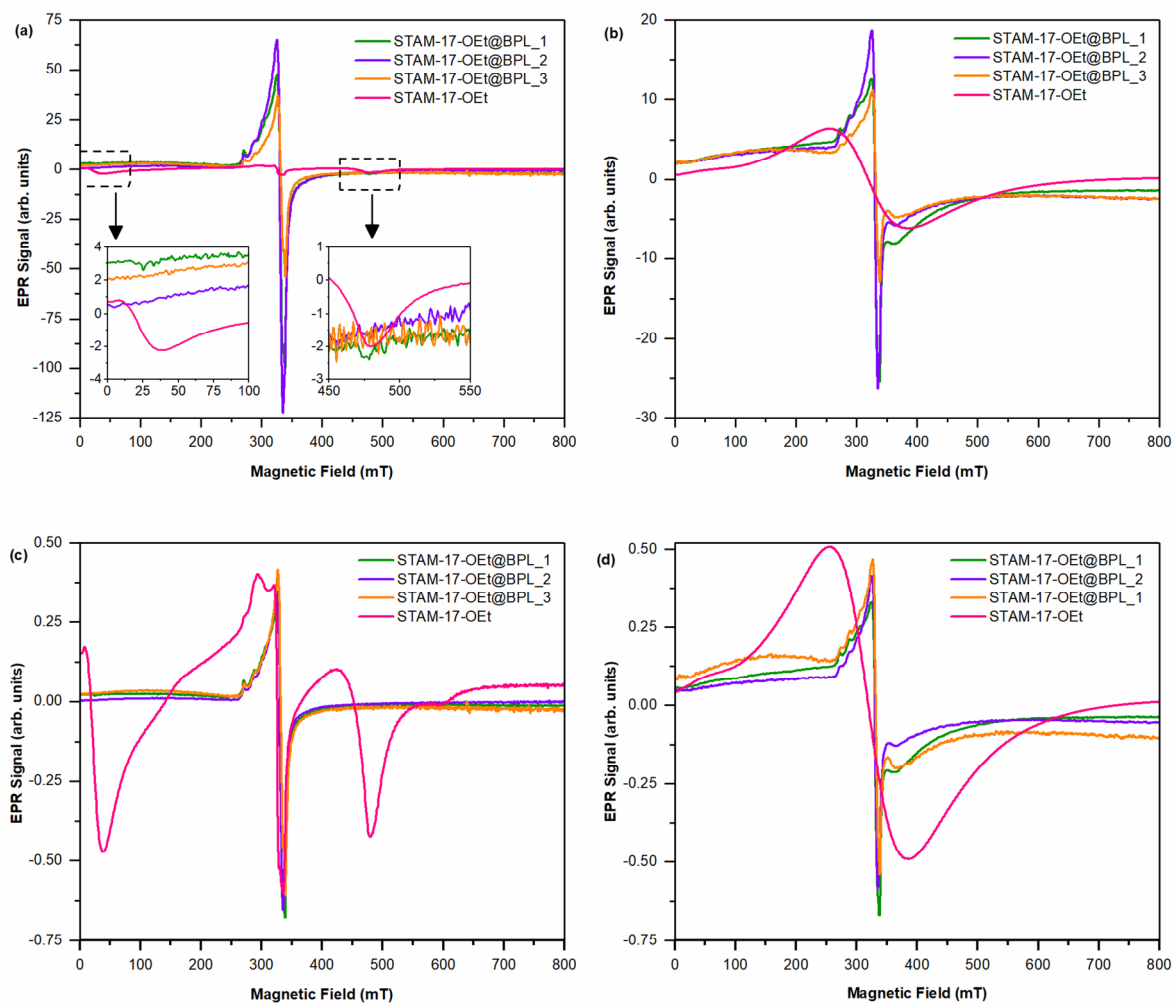 (a)
STAM-17-OEt@BPL_1
STAM-17-OEt@BPL_2
STAM-17-OEt@BPL_3
STAM-17-OEt
EPR Signal (arb. units)
75
50
25
0
-25
-50
-75
-100
-125
4
2
0
-2
-4
0 25 50 75 100
1
0
-1
-2
-3
450 500 550
0 100 200 300 400 500 600 700 800
Magnetic Field (mT)
(b)
STAM-17-OEt@BPL_1
STAM-17-OEt@BPL_2
STAM-17-OEt@BPL_3
STAM-17-OEt
EPR Signal (arb. units)
20
10
0
-10
-20
-30
0 100 200 300 400 500 600 700 800
Magnetic Field (mT)
(c)
STAM-17-OEt@BPL_1
STAM-17-OEt@BPL_2
STAM-17-OEt@BPL_3
STAM-17-OEt
EPR Signal (arb. units)
0.50
0.25
0.00
-0.25
-0.50
-0.75
0 100 200 300 400 500 600 700 800
Magnetic Field (mT)
(d)
STAM-17-OEt@BPL_1
STAM-17-OEt@BPL_2
STAM-17-OEt@BPL_1
STAM-17-OEt
EPR Signal (arb. units)
0.50
0.25
0.00
-0.25
-0.50
-0.75
0 100 200 300 400 500 600 700 800
Magnetic Field (mT)